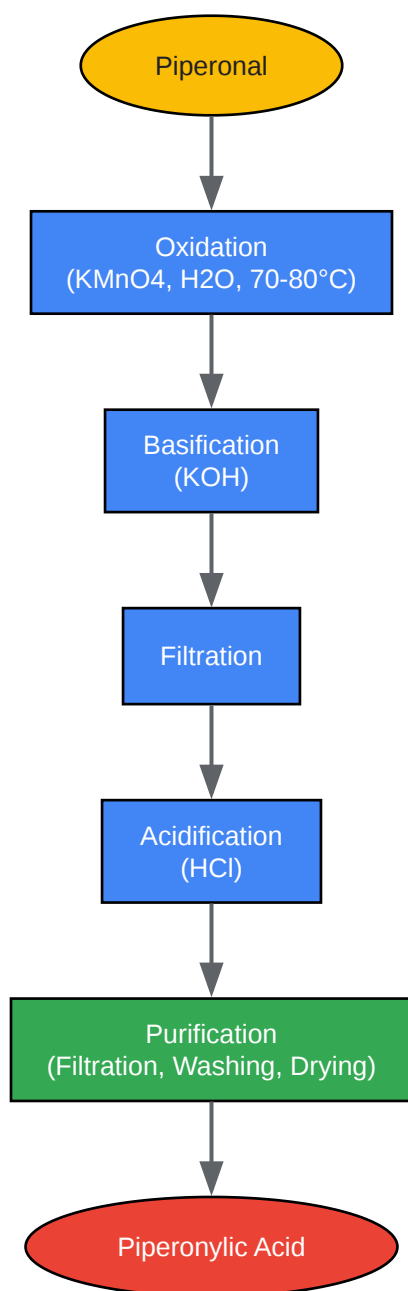 Piperonal
Oxidation
(KMnO4, H2O, 70-80°C)
Basification
(KOH)
Filtration
Acidification
(HCl)
Purification
(Filtration, Washing, Drying)
Piperonylic Acid